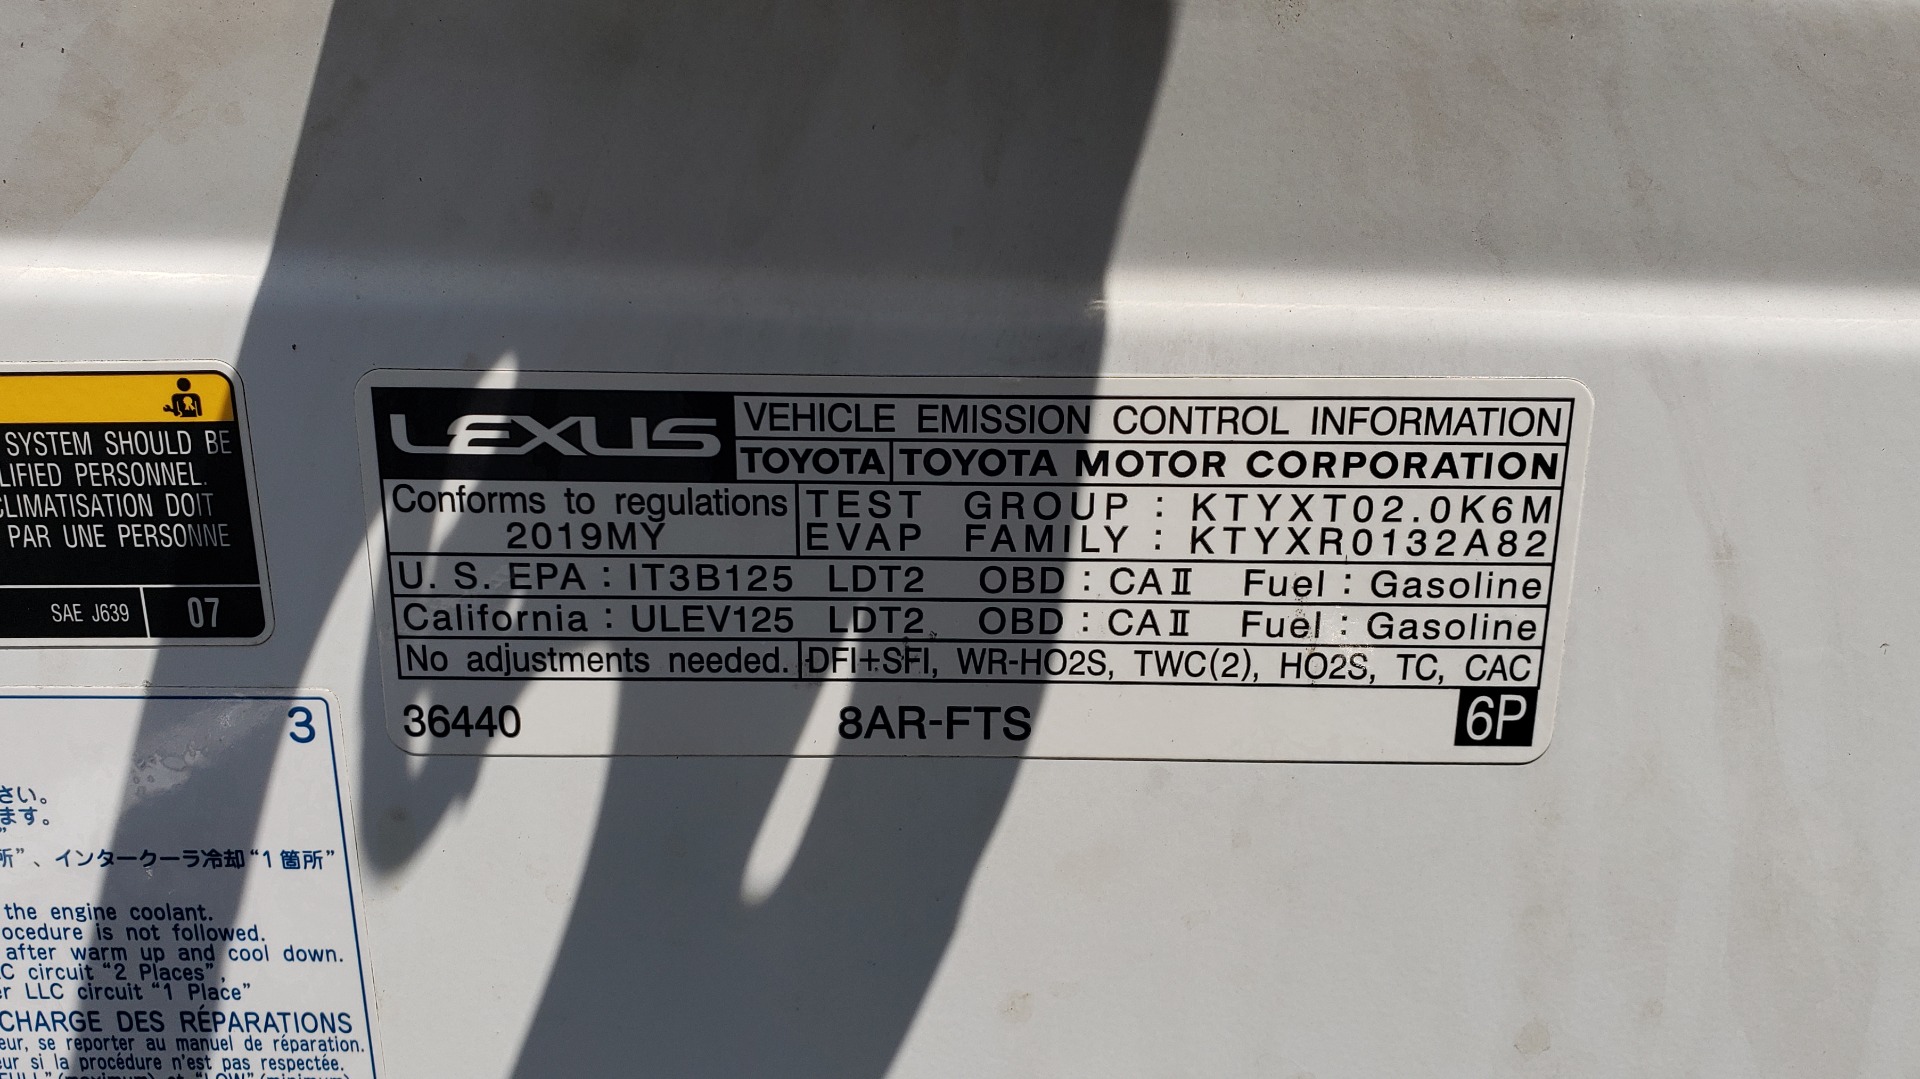 SYSTEM SHOULD BE
LIFIED PERSONNEL.
CLIMATISATION DOIT
PAR UNE PERSONNE
SAE J639 07
LEXUS
VEHICLE EMISSION CONTROL INFORMATION
TOYOTA TOYOTA MOTOR CORPORATION
Conforms to regulations
2019MY
TEST GROUP : KTYXT02.0K6M
EVAP FAMILY : KTYXR0132A82
U. S. EPA : IT3B125 LDT2 OBD : CAⅡ Fuel : Gasoline
California : ULEV125 LDT2 OBD : CAⅡ Fuel : Gasoline
No adjustments needed. DFI+SFI, WR-HO2S, TWC(2), HO2S, TC, CAC
36440 8AR-FTS 6P
3
さい。
ます。
所”、インタークーラ冷却“1箇所”
the engine coolant.
ocedure is not followed.
after warm up and cool down.
C circuit “2 Places”,
er LLC circuit “1 Place”
CHARGE DES RÉPARATIONS
eur, se reporter au manuel de réparation.
eur si la procédure n'est pas respectée.